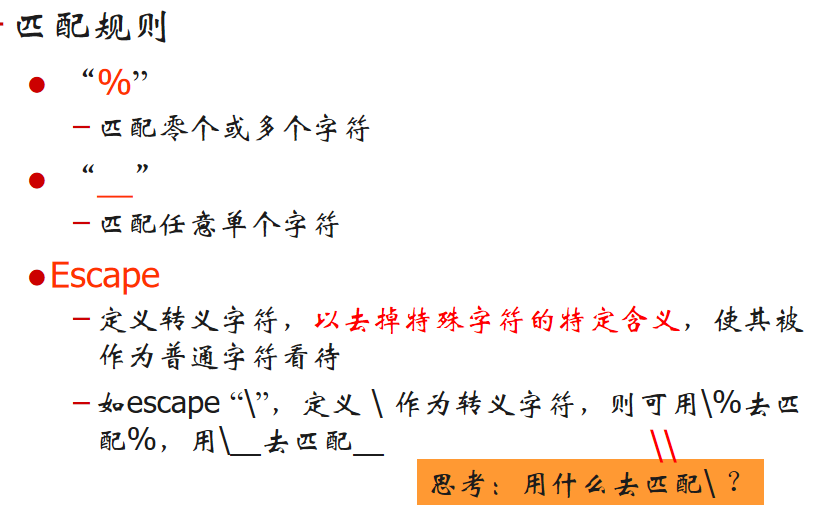 – 匹配规则
● “%”
– 匹配零个或多个字符
● “__”
– 匹配任意单个字符
●Escape
– 定义转义字符，以去掉特殊字符的特定含义，使其被
作为普通字符看待
– 如escape “\”，定义 \ 作为转义字符，则可用\%去匹
配%，用\__去匹配__
\\
思考：用什么去匹配\？